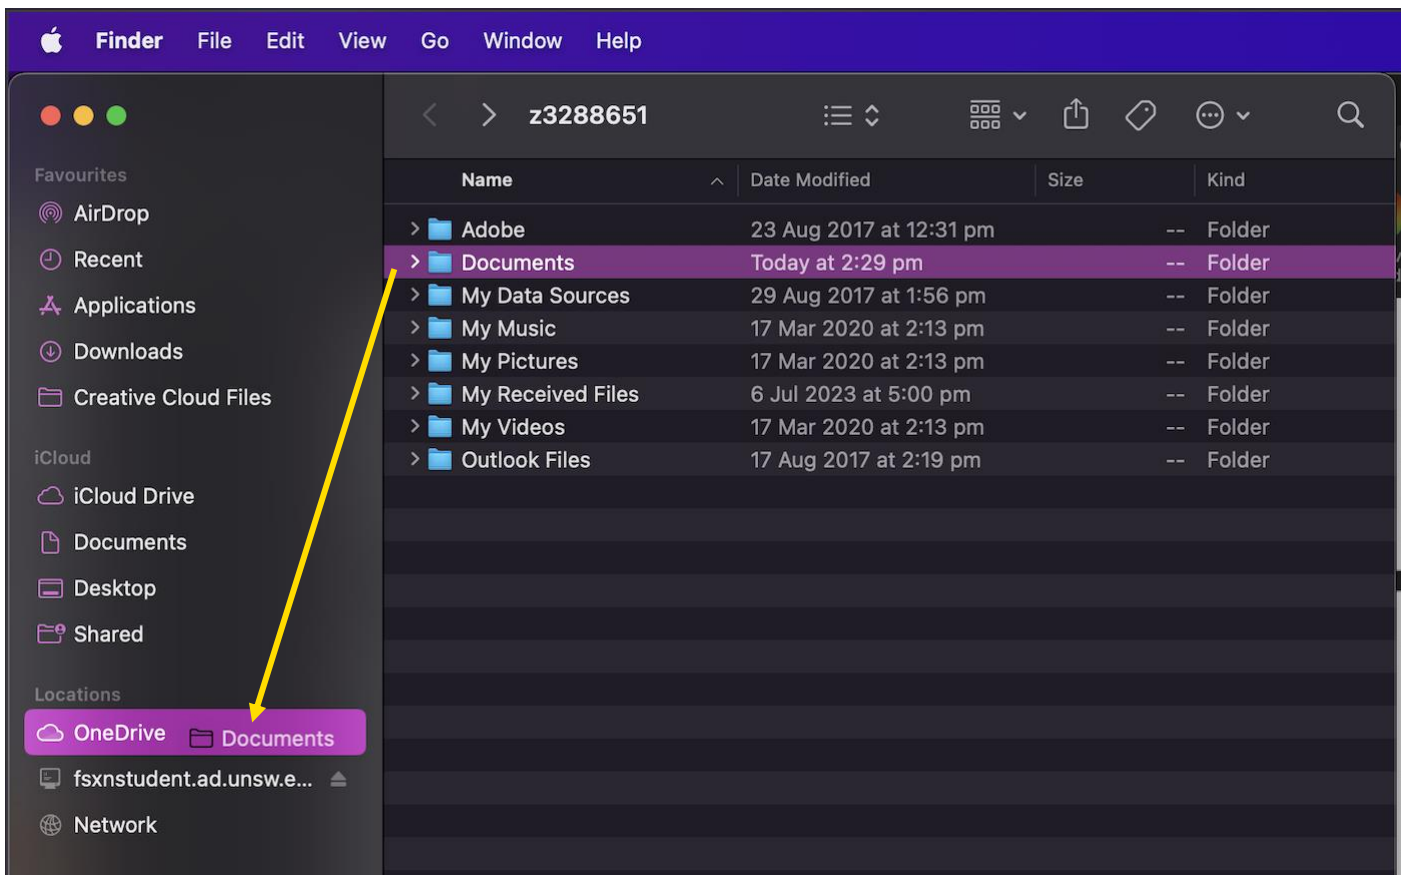 Finder File Edit View Go Window Help
z3288651
Favourites
AirDrop
Recent
Applications
Downloads
Creative Cloud Files
iCloud
iCloud Drive
Documents
Desktop
Shared
Locations
OneDrive Documents
fsxnstudent.ad.unsw.e...
Network
Name Date Modified Size Kind
Adobe 23 Aug 2017 at 12:31 pm -- Folder
Documents Today at 2:29 pm -- Folder
My Data Sources 29 Aug 2017 at 1:56 pm -- Folder
My Music 17 Mar 2020 at 2:13 pm -- Folder
My Pictures 17 Mar 2020 at 2:13 pm -- Folder
My Received Files 6 Jul 2023 at 5:00 pm -- Folder
My Videos 17 Mar 2020 at 2:13 pm -- Folder
Outlook Files 17 Aug 2017 at 2:19 pm -- Folder